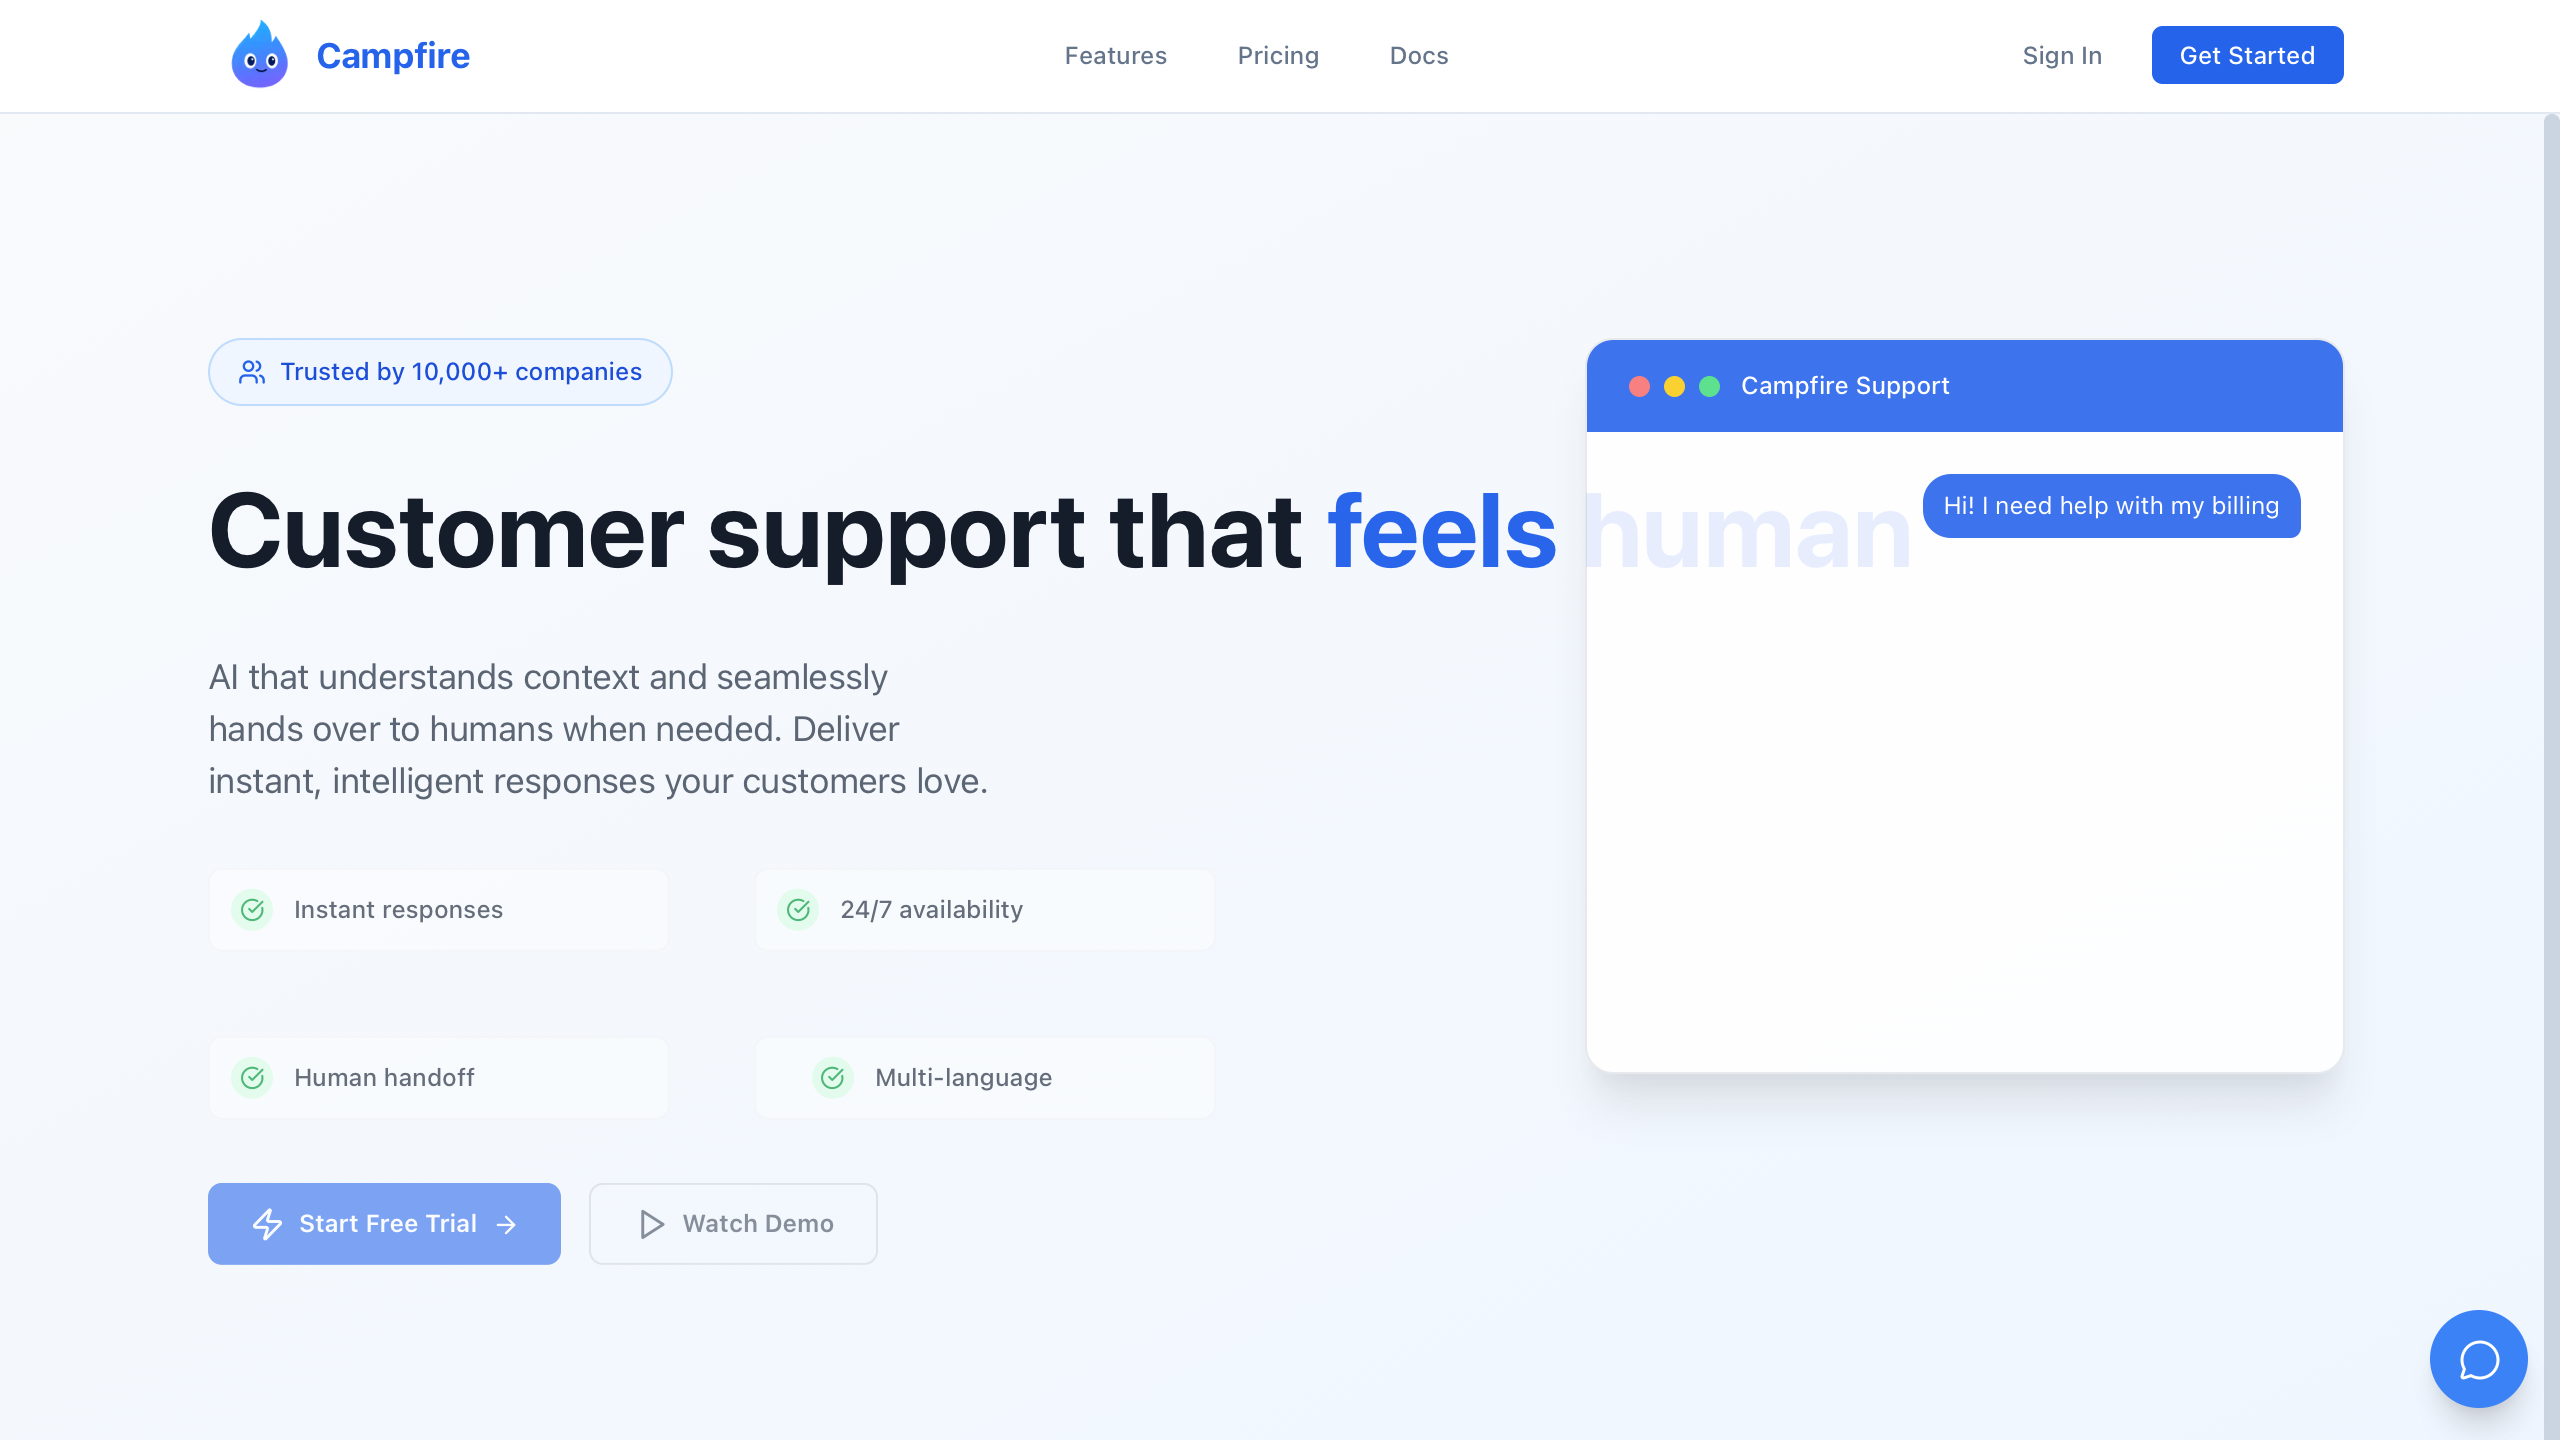 Campfire
Features
Pricing
Docs
Sign In
Get Started
Trusted by 10,000+ companies
Customer support that feels human
AI that understands context and seamlessly
hands over to humans when needed. Deliver
instant, intelligent responses your customers love.
Instant responses
24/7 availability
Human handoff
Multi-language
Start Free Trial
Watch Demo
Campfire Support
Hi! I need help with my billing